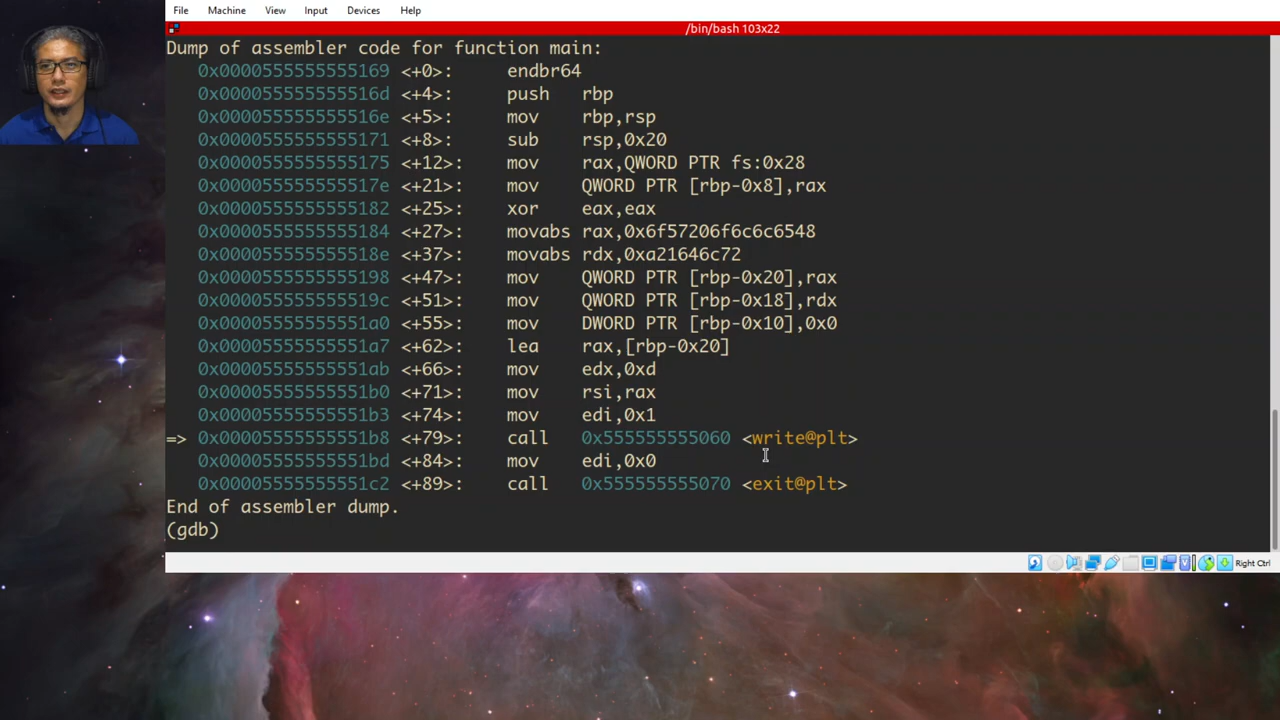 File Machine View Input Devices Help
/bin/bash 103x22
Dump of assembler code for function main:
0x0000555555555169 <+0>: endbr64
0x000055555555516d <+4>: push rbp
0x000055555555516e <+5>: mov rbp,rsp
0x0000555555555171 <+8>: sub rsp,0x20
0x0000555555555175 <+12>: mov rax,QWORD PTR fs:0x28
0x000055555555517e <+21>: mov QWORD PTR [rbp-0x8],rax
0x0000555555555182 <+25>: xor eax,eax
0x0000555555555184 <+27>: movabs rax,0x6f57206f6c6c6548
0x000055555555518e <+37>: movabs rdx,0xa21646c72
0x0000555555555198 <+47>: mov QWORD PTR [rbp-0x20],rax
0x000055555555519c <+51>: mov QWORD PTR [rbp-0x18],rdx
0x00005555555551a0 <+55>: mov DWORD PTR [rbp-0x10],0x0
0x00005555555551a7 <+62>: lea rax,[rbp-0x20]
0x00005555555551ab <+66>: mov edx,0xd
0x00005555555551b0 <+71>: mov rsi,rax
0x00005555555551b3 <+74>: mov edi,0x1
=> 0x00005555555551b8 <+79>: call 0x555555555060 <write@plt>
0x00005555555551bd <+84>: mov edi,0x0
0x00005555555551c2 <+89>: call 0x555555555070 <exit@plt>
End of assembler dump.
(gdb)
Right Ctrl